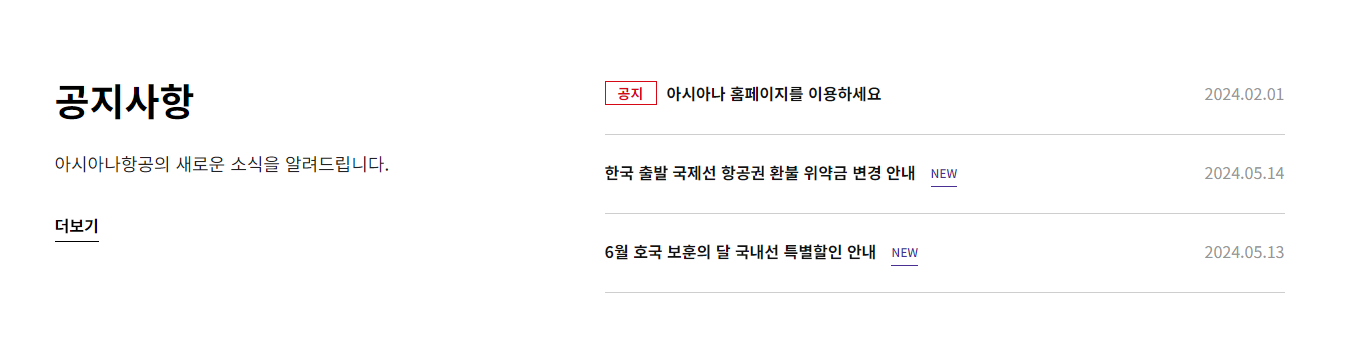 공지사항
아시아나항공의 새로운 소식을 알려드립니다.
더보기
공지 아시아나 홈페이지를 이용하세요 2024.02.01
한국 출발 국제선 항공권 환불 위약금 변경 안내 NEW 2024.05.14
6월 호국 보훈의 달 국내선 특별할인 안내 NEW 2024.05.13